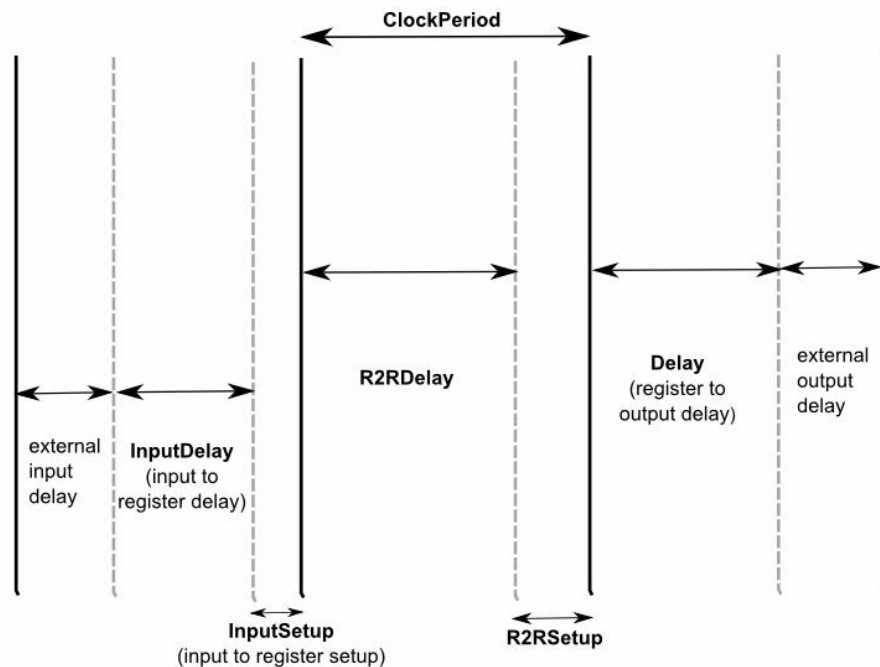 ClockPeriod
R2RDelay
Delay
(register to
output delay)
external
output
delay
external
input
delay
InputDelay
(input to
register delay)
InputSetup
(input to register setup)
R2RSetup